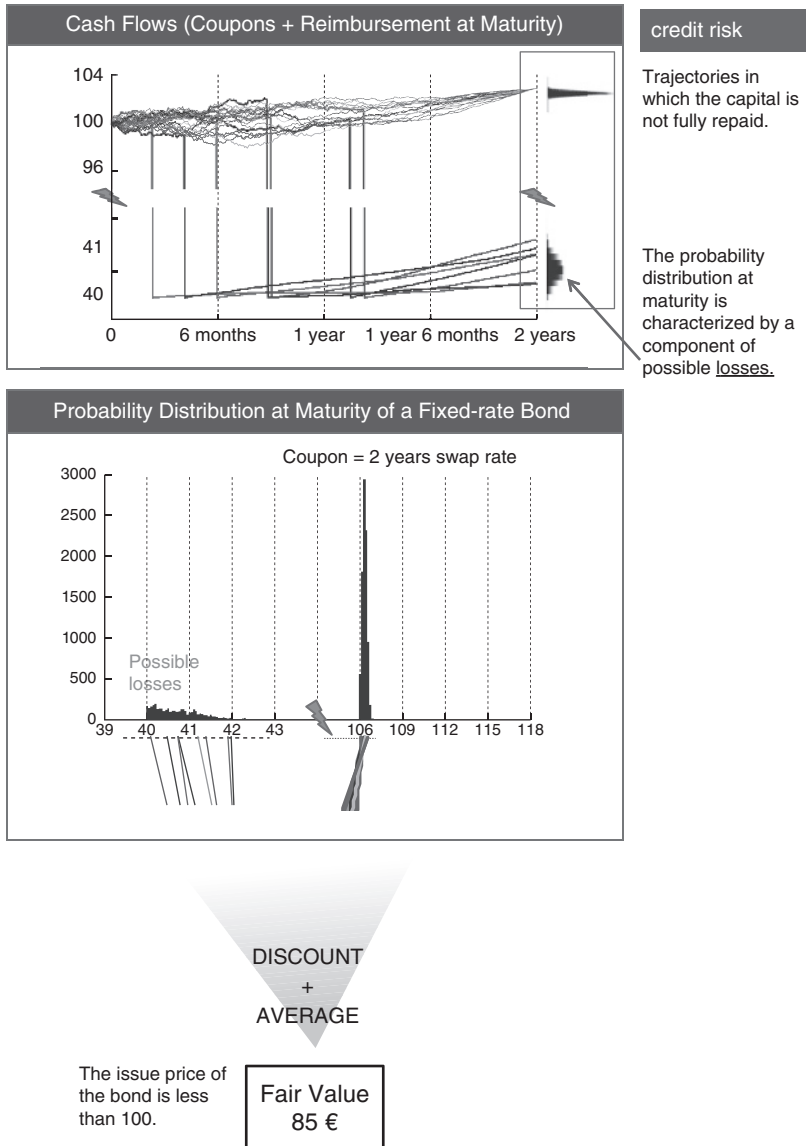 Cash Flows (Coupons + Reimbursement at Maturity)
credit risk
Trajectories in
which the capital is
not fully repaid.
104
100
96
41
40
0 6 months 1 year 1 year 6 months 2 years
The probability
distribution at
maturity is
characterized by a
component of
possible losses.
Probability Distribution at Maturity of a Fixed-rate Bond
Coupon = 2 years swap rate
3000
2500
2000
1500
1000
500
0
Possible
losses
39 40 41 42 43 106 109 112 115 118
DISCOUNT
+
AVERAGE
The issue price of
the bond is less
than 100.
Fair Value
85 €